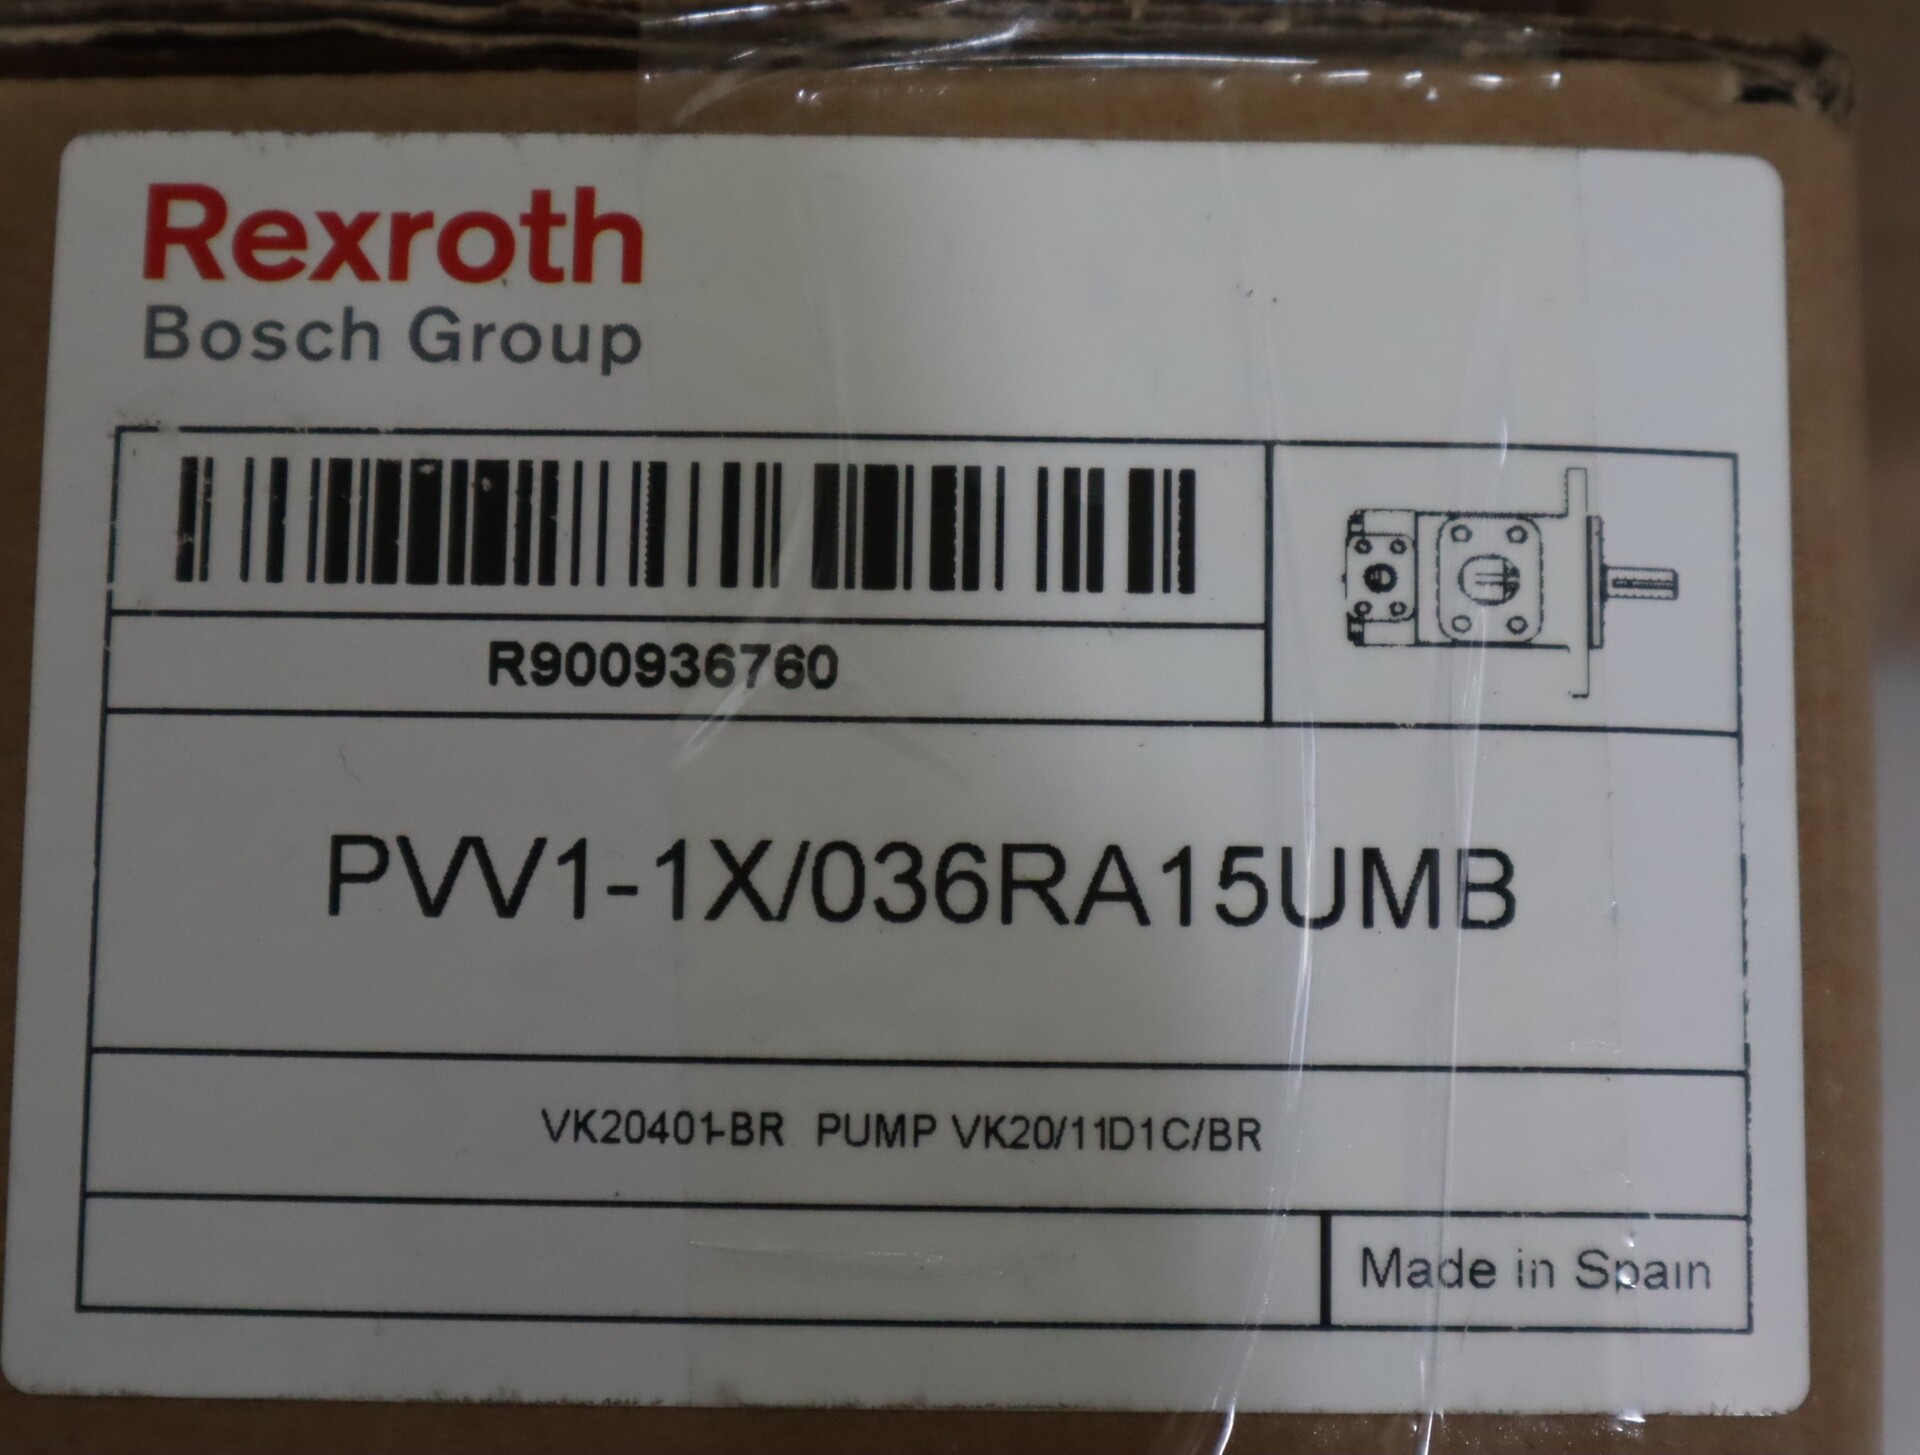 Rexroth
Bosch Group
R900936760
PVV1-1X/036RA15UMB
VK20401-BR PUMP VK20/11D1C/BR
Made in Spain